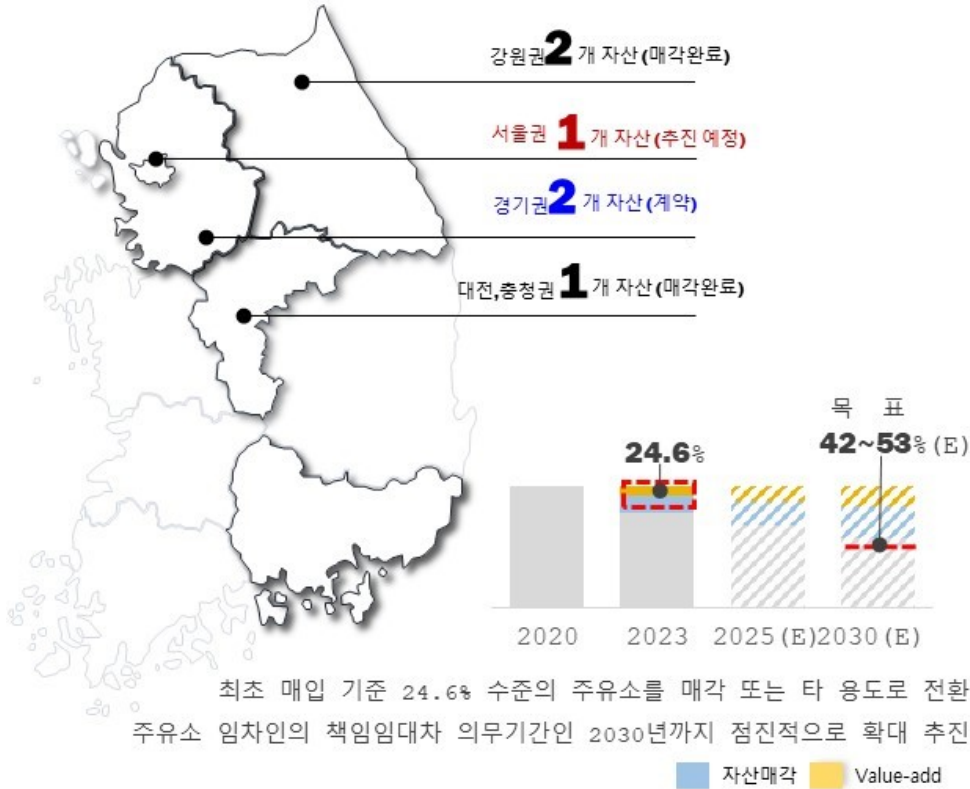 강원권 2 개 자산(매각완료)
서울권 1 개 자산(추진 예정)
경기권 2 개 자산(계약)
대전,충청권 1 개 자산(매각완료)
목 표
24.6%
42~53% (E)
2020 2023 2025(E) 2030(E)
최초 매입 기준 24.6% 수준의 주유소를 매각 또는 타 용도로 전환
주유소 임차인의 책임임대차 의무기간인 2030년까지 점진적으로 확대 추진
자산매각 Value-add